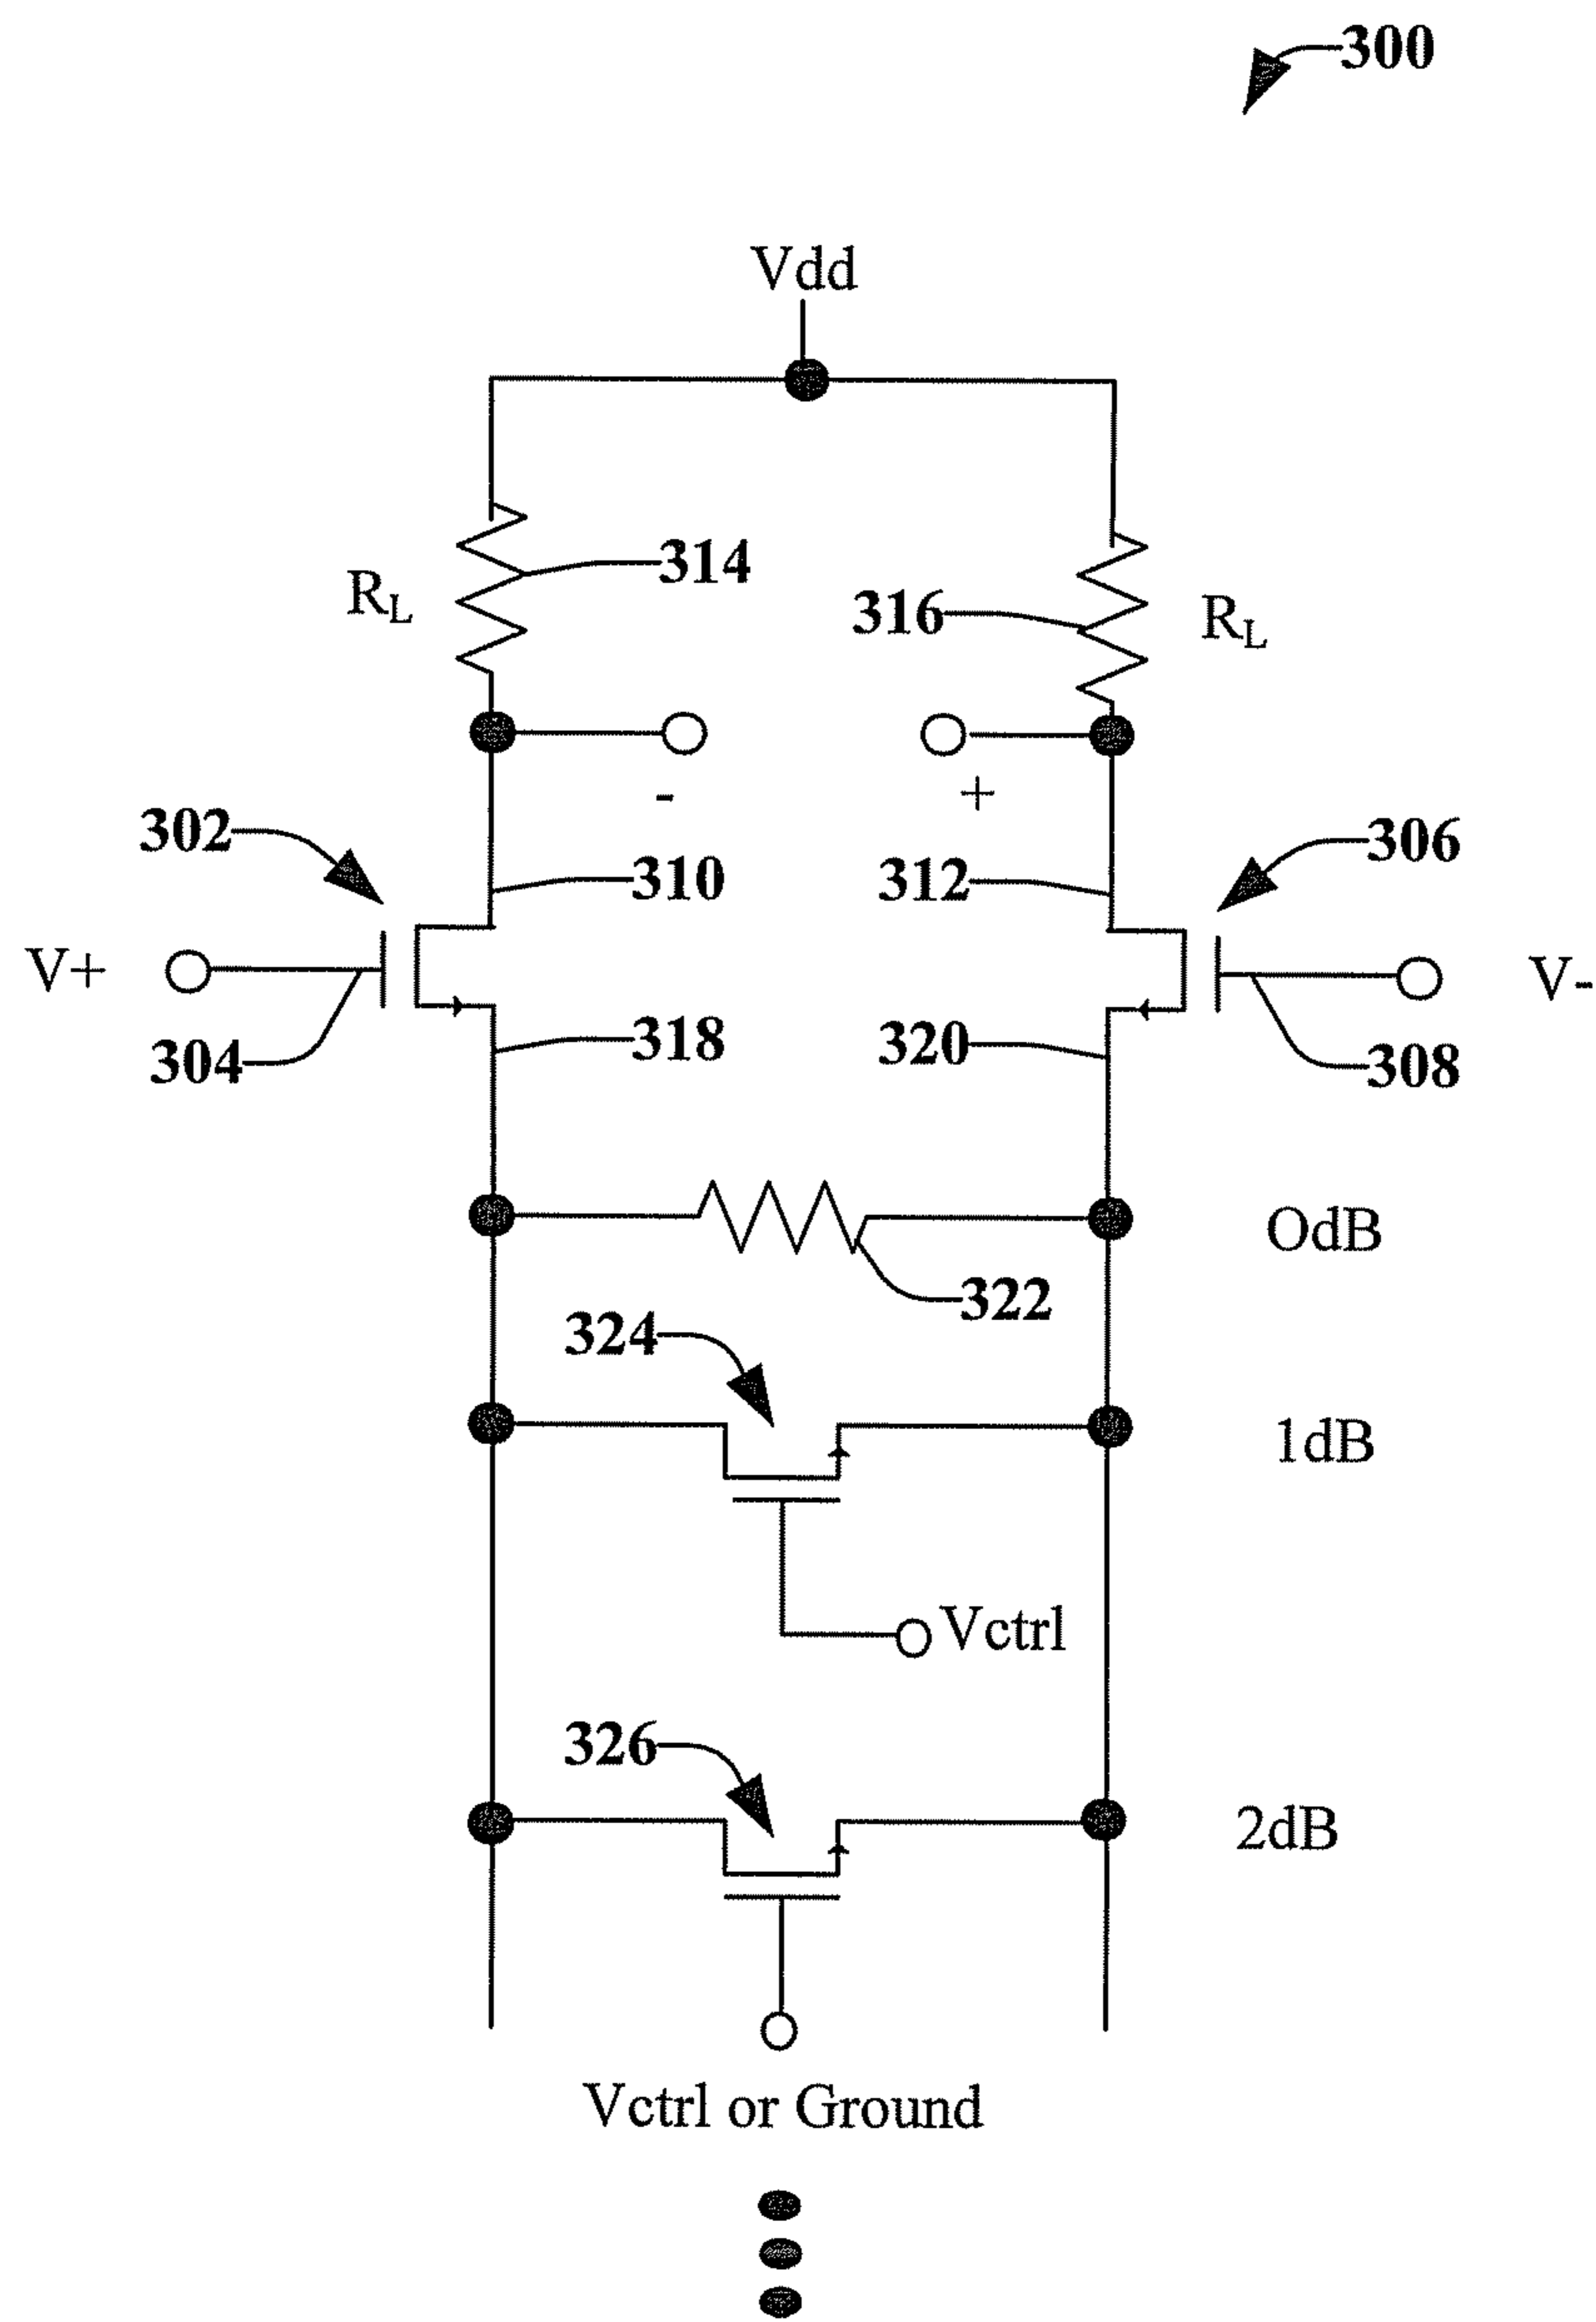 300
Vdd
314
RL
316
RL
-
+
302
310
312
306
V+
V-
304
318
320
308
OdB
322
324
1dB
Vctrl
326
2dB
Vctrl or Ground